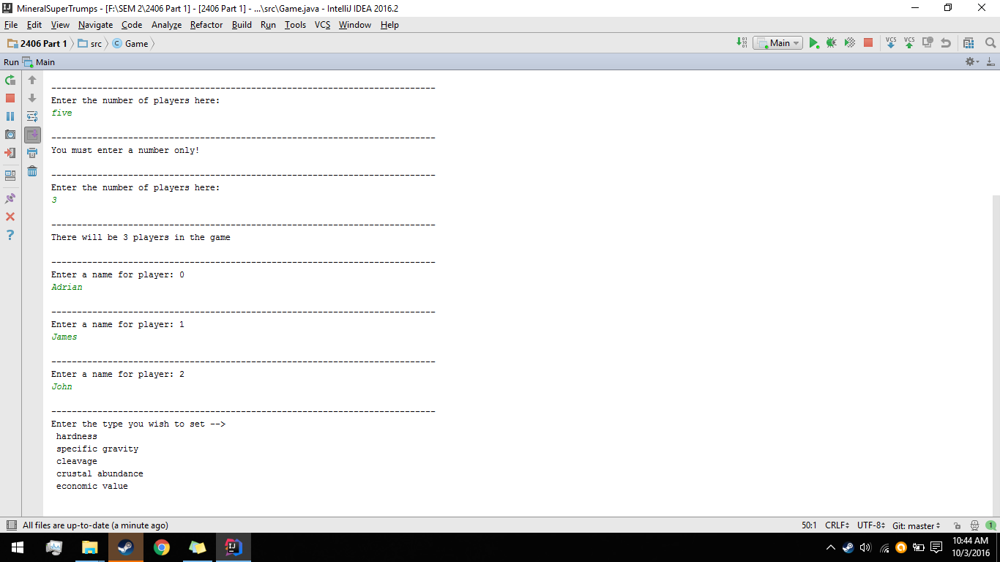 MineralSuperTrumps - [F:\SEM 2\2406 Part 1] - [2406 Part 1] - ...\src\Game.java - IntelliJ IDEA 2016.2
File Edit View Navigate Code Analyze Refactor Build Run Tools VCS Window Help
2406 Part 1 src Game Main VCS VCS
Run Main
---------------------------------------------------------------------------
Enter the number of players here:
five
---------------------------------------------------------------------------
You must enter a number only!
---------------------------------------------------------------------------
Enter the number of players here:
3
---------------------------------------------------------------------------
There will be 3 players in the game
---------------------------------------------------------------------------
Enter a name for player: 0
Adrian
---------------------------------------------------------------------------
Enter a name for player: 1
James
---------------------------------------------------------------------------
Enter a name for player: 2
John
---------------------------------------------------------------------------
Enter the type you wish to set -->
hardness
specific gravity
cleavage
crustal abundance
economic value
All files are up-to-date (a minute ago) 50:1 CRLF UTF-8 Git: master 1
10:44 AM
10/3/2016